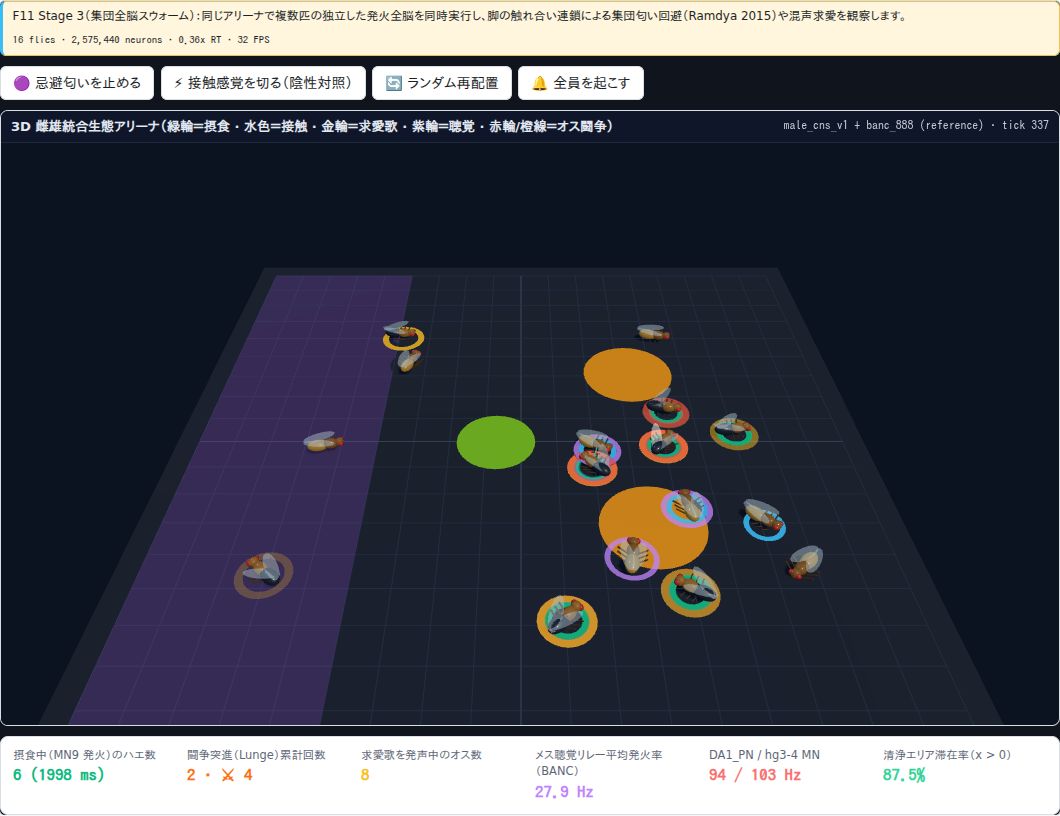 F11 Stage 3（集団全脳スウォーム）：同じアリーナで複数匹の独立した発火全脳を同時実行し、脚の触れ合い連鎖による集団匂い回避（Ramdya 2015）や混声求愛を観察します。
16 flies · 2,575,440 neurons · 0.36x RT · 32 FPS
🟣 忌避匂いを止める ⚡ 接触感覚を切る（陰性対照） 🔄 ランダム再配置 🔔 全員を起こす
3D 雌雄統合生態アリーナ（緑輪＝摂食・水色＝接触・金輪＝求愛歌・紫輪＝聴覚・赤輪/橙線＝オス闘争） male_cns_v1 + banc_888 (reference) · tick 337
摂食中（MN9 発火）のハエ数 闘争突進（Lunge）累計回数 求愛歌を発声中のオス数 メス聴覚リレー平均発火率 DA1_PN / hg3-4 MN 清浄エリア滞在率（x > 0）
（BANC）
6 (1998 ms) 2 · ⚔ 4 8 27.9 Hz 94 / 103 Hz 87.5%